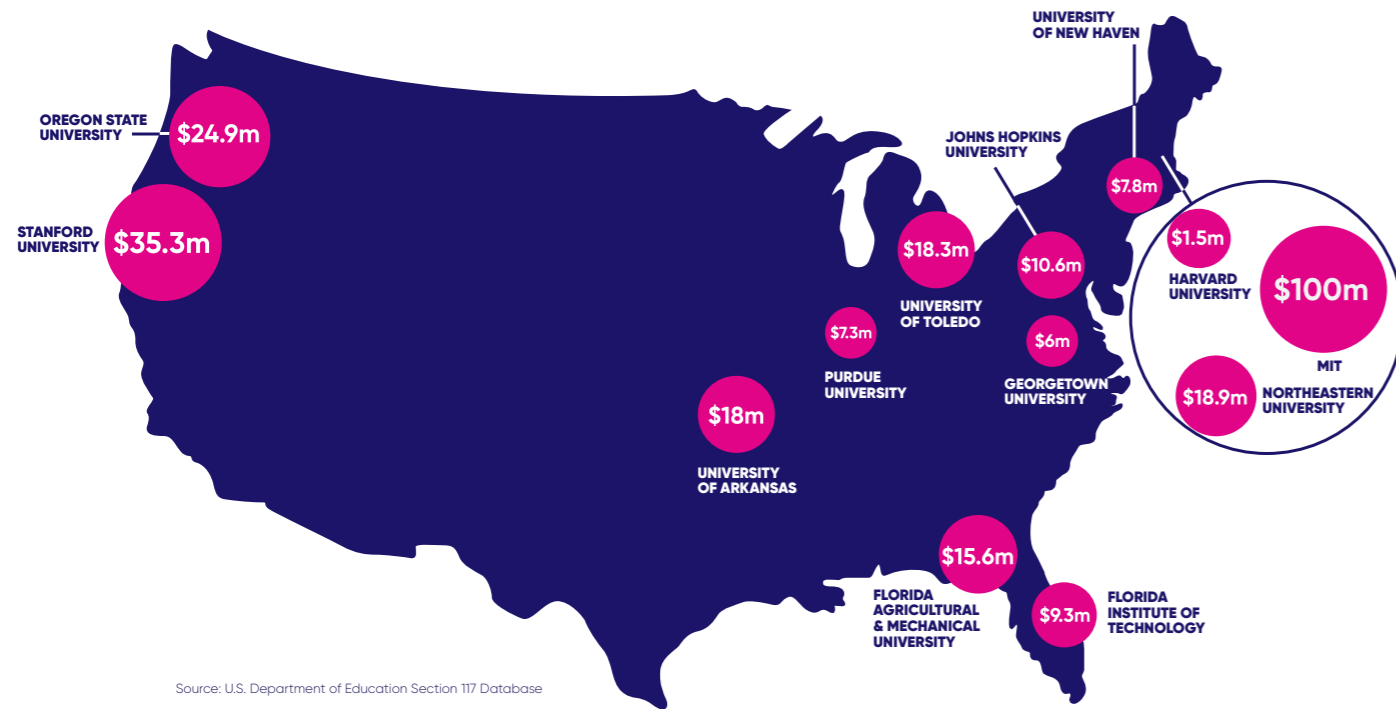 UNIVERSITY
OF NEW HAVEN
OREGON STATE
UNIVERSITY
$24.9m
JOHNS HOPKINS
UNIVERSITY
$7.8m
STANFORD
UNIVERSITY
$35.3m
$18.3m
UNIVERSITY
OF TOLEDO
$10.6m
$1.5m
HARVARD
UNIVERSITY
$100m
MIT
$7.3m
PURDUE
UNIVERSITY
$6m
GEORGETOWN
UNIVERSITY
$18.9m
NORTHEASTERN
UNIVERSITY
$18m
UNIVERSITY
OF ARKANSAS
$15.6m
FLORIDA
AGRICULTURAL
& MECHANICAL
UNIVERSITY
$9.3m
FLORIDA
INSTITUTE OF
TECHNOLOGY
Source: U.S. Department of Education Section 117 Database